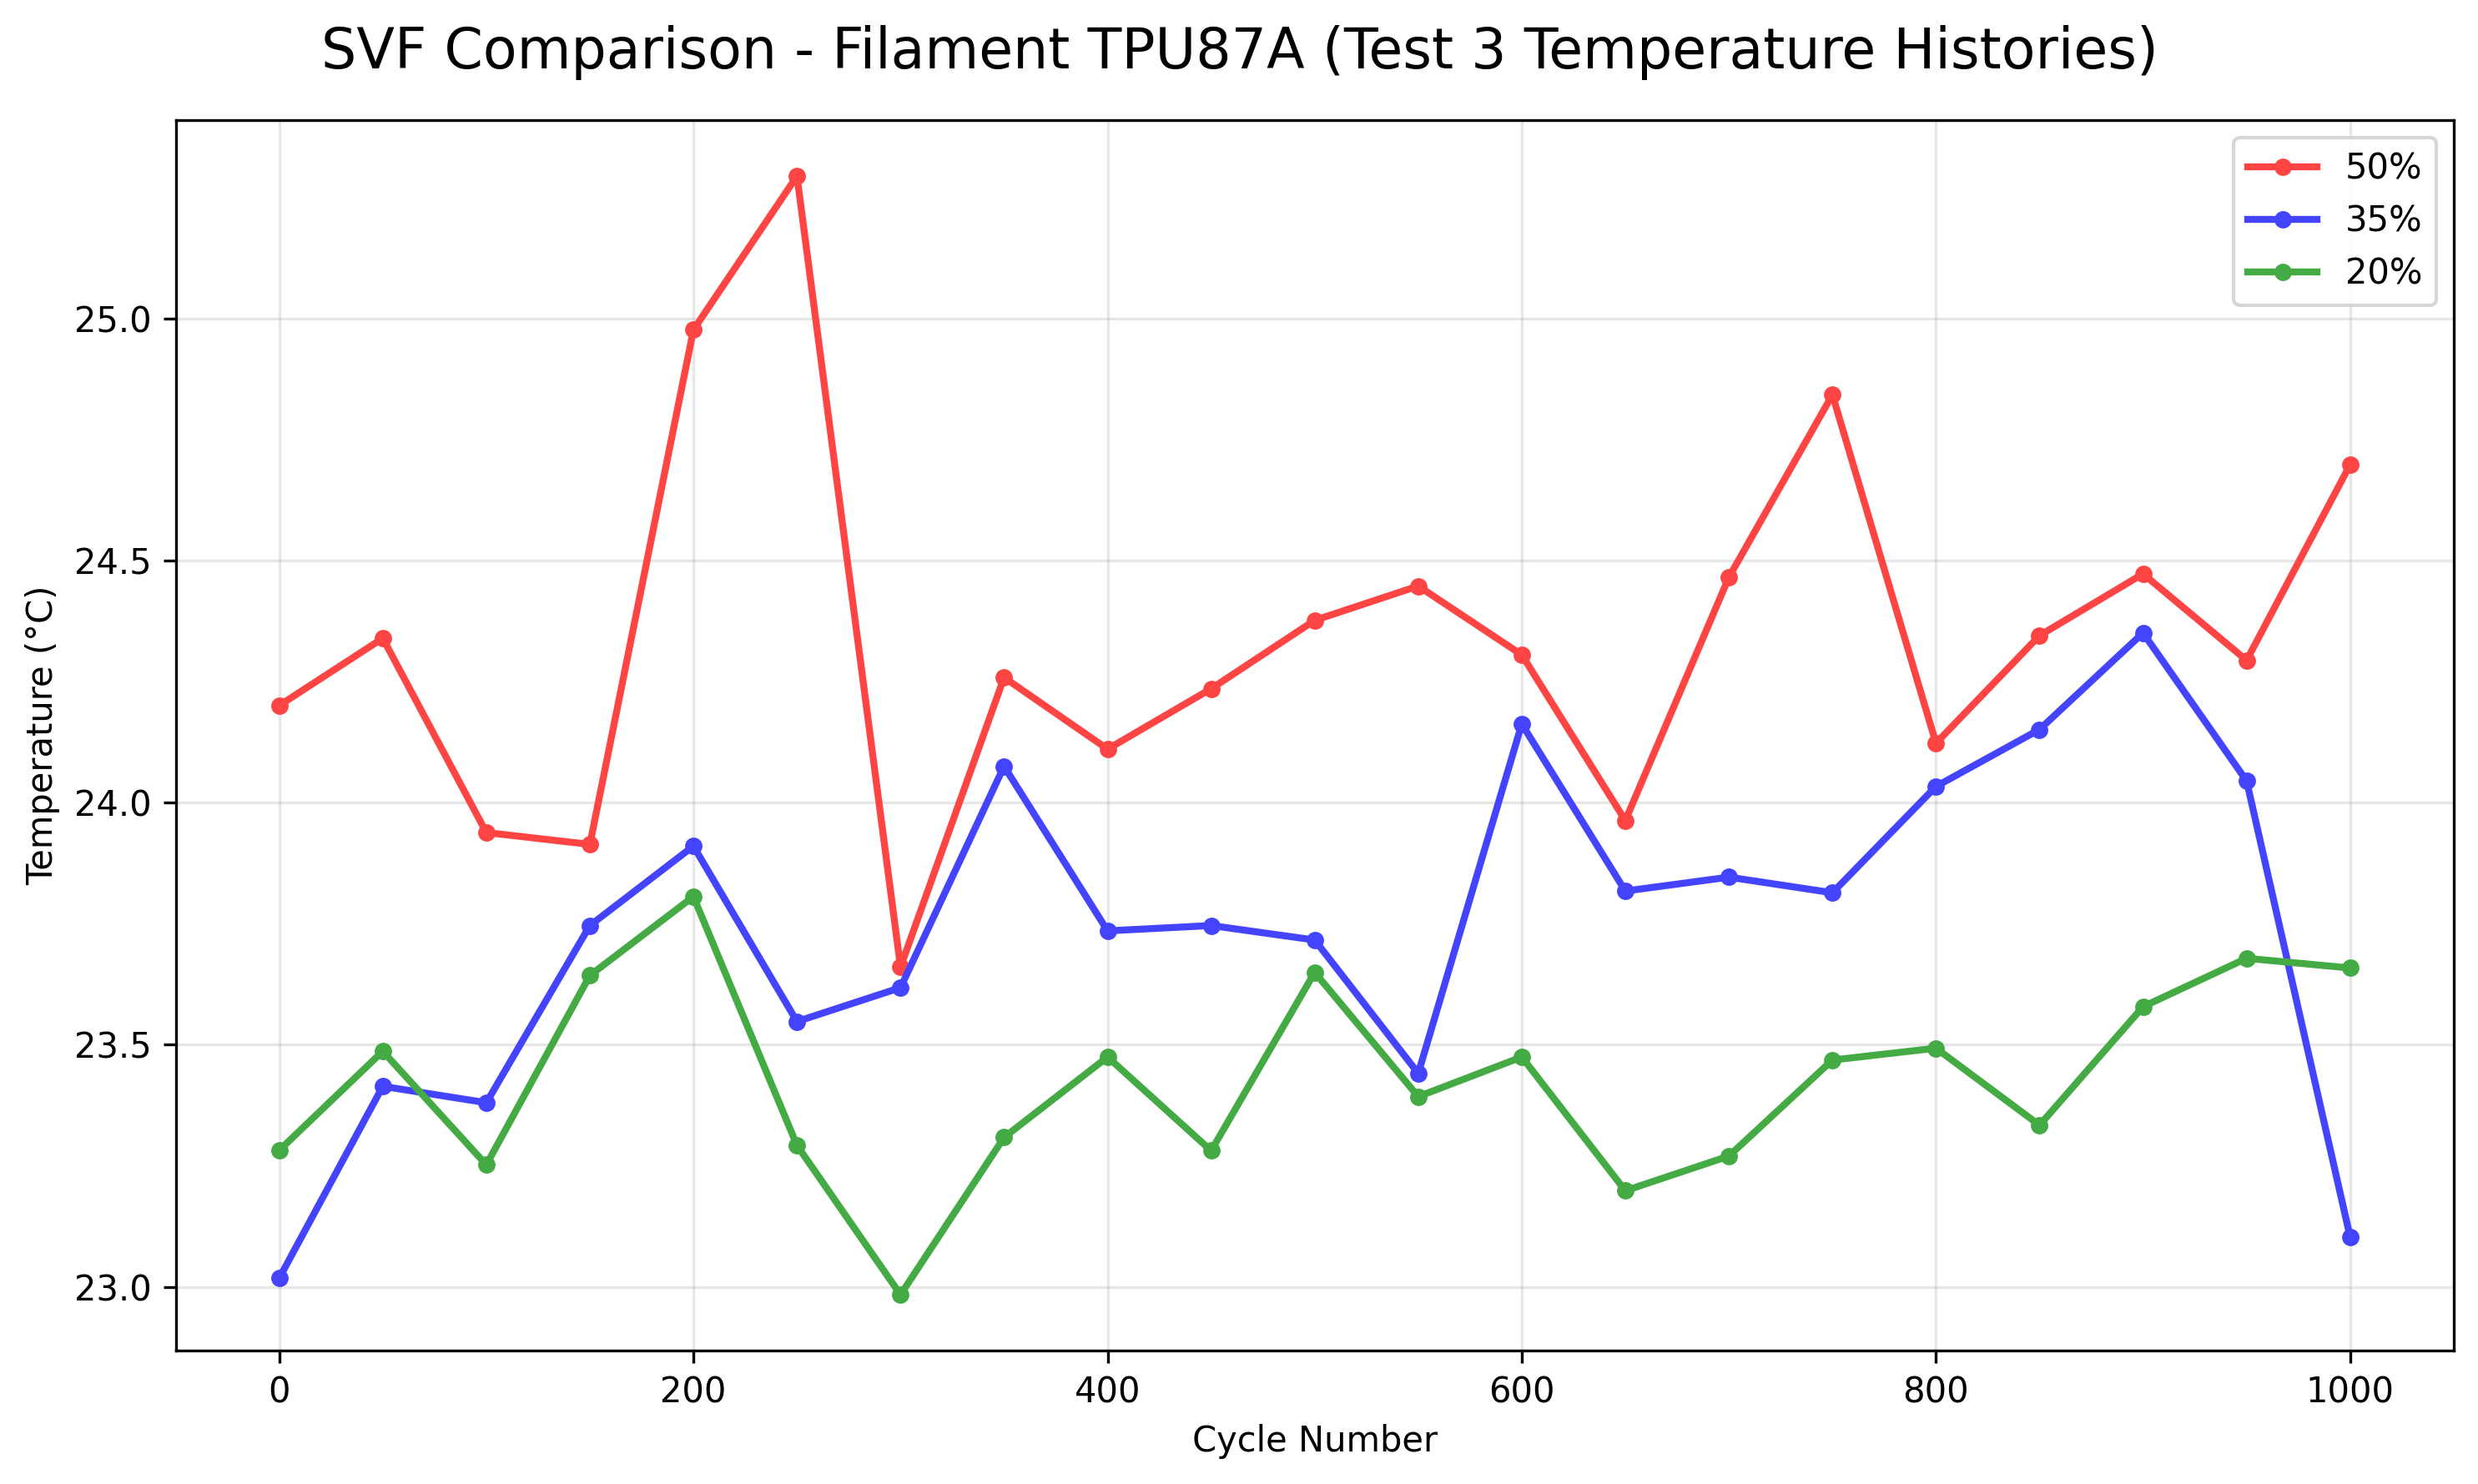 SVF Comparison - Filament TPU87A (Test 3 Temperature Histories)
50%
35%
20%
25.0
24.5
24.0
23.5
23.0
Temperature (°C)
0 200 400 600 800 1000
Cycle Number